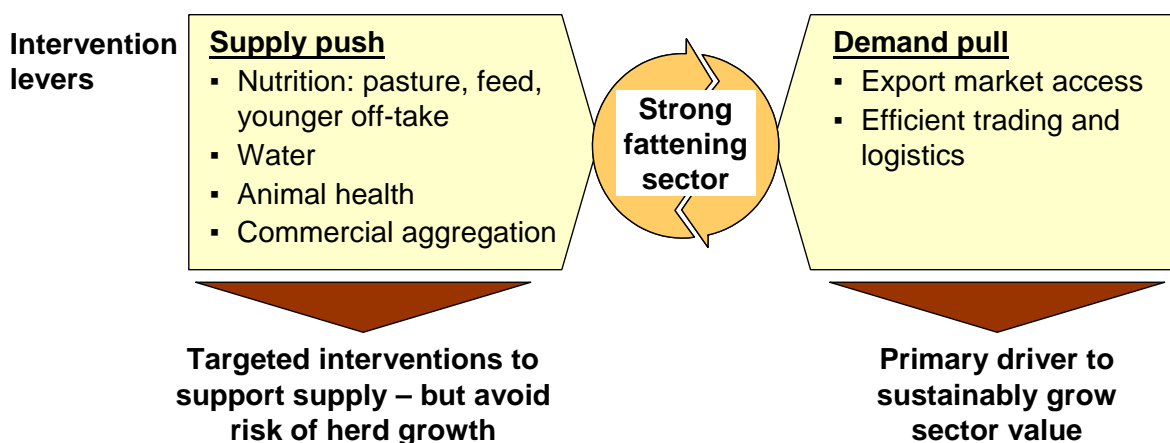 Intervention
levers
Supply push
▪ Nutrition: pasture, feed,
younger off-take
▪ Water
▪ Animal health
▪ Commercial aggregation
Strong
fattening
sector
Demand pull
▪ Export market access
▪ Efficient trading and
logistics
Targeted interventions to
support supply – but avoid
risk of herd growth
Primary driver to
sustainably grow
sector value